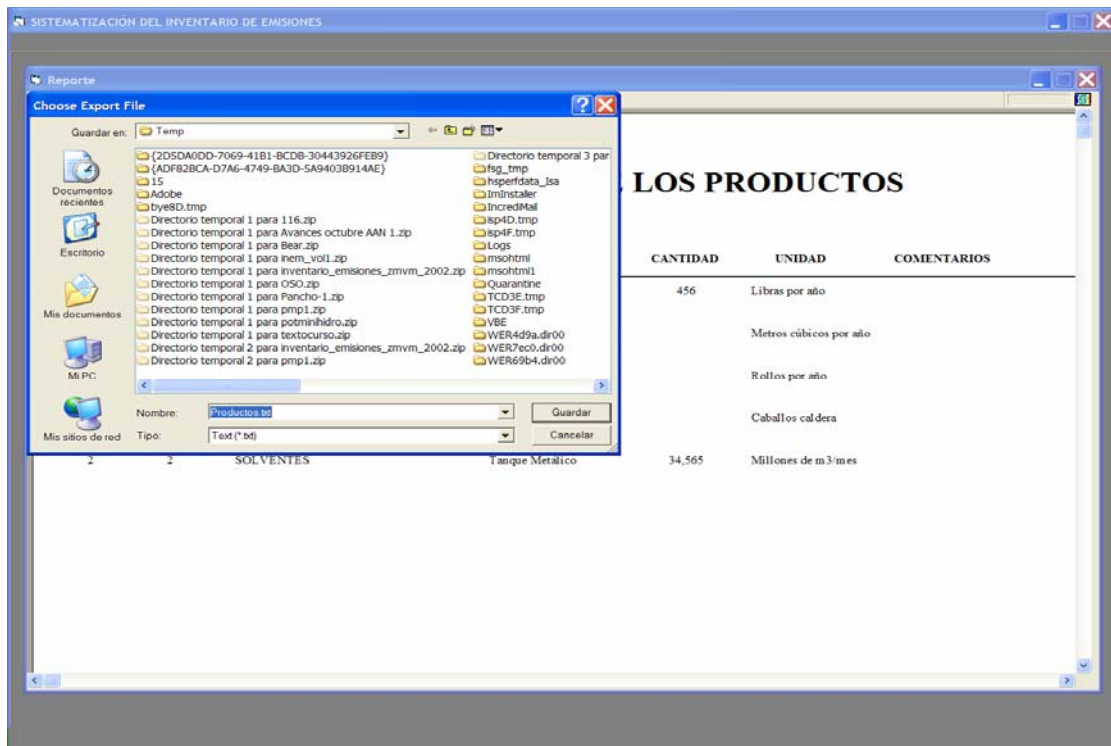 SISTEMATIZACIÓN DEL INVENTARIO DE EMISIONES
Reporte
Choose Export File
Guardar en:
Temp
Documentos recientes
Escritorio
Mis documentos
Mi PC
Mis sitios de red
{2D5DA0DD-7069-41B1-BCDB-30443926FEB9}
{ADF82BCA-D7A6-4749-BA3D-5A9403B914AE}
15
Adobe
bye8D.tmp
Directorio temporal 1 para 116.zip
Directorio temporal 1 para Avances octubre AAN 1.zip
Directorio temporal 1 para Bear.zip
Directorio temporal 1 para inem_vol1.zip
Directorio temporal 1 para inventario_emisiones_zmvm_2002.zip
Directorio temporal 1 para OSO.zip
Directorio temporal 1 para Pancho-1.zip
Directorio temporal 1 para pmp1.zip
Directorio temporal 1 para potminihidro.zip
Directorio temporal 1 para textocurso.zip
Directorio temporal 2 para inventario_emisiones_zmvm_2002.zip
Directorio temporal 2 para pmp1.zip
Directorio temporal 3 par
fsg_tmp
hsperfdata_Isa
ImInstaller
IncrediMail
isp4D.tmp
isp4F.tmp
Logs
msohtml
msohtml1
Quarantine
TCD3E.tmp
TCD3F.tmp
VBE
WER4d9a.dir00
WER7ec0.dir00
WER69b4.dir00
Nombre:
Productos.txt
Guardar
Tipo:
Text (*.txt)
Cancelar
LOS PRODUCTOS
CANTIDAD UNIDAD COMENTARIOS
456 Libras por año
Metros cúbicos por año
Rollos por año
Caballos caldera
2 2 SOLVENTES Tanque Metálico 34,565 Millones de m3/mes